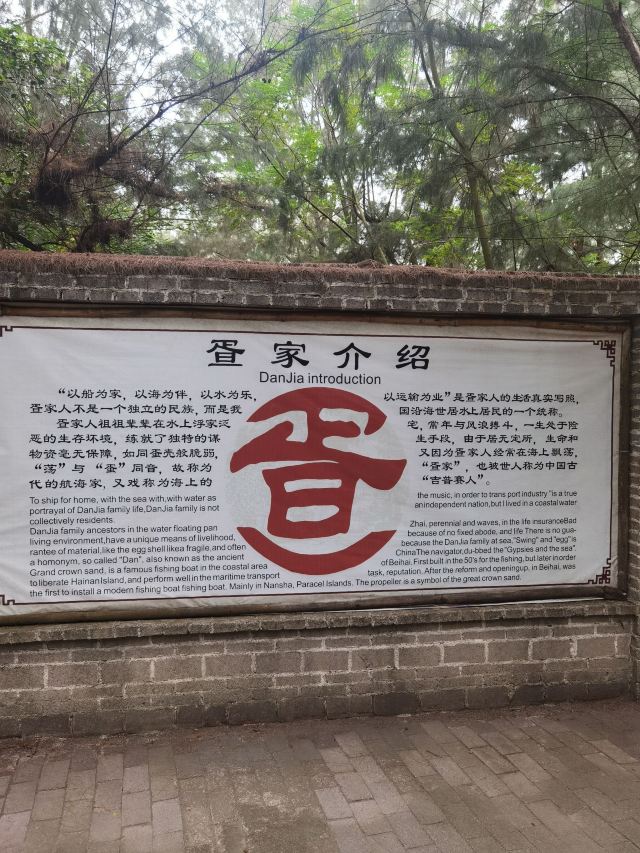 疍家介绍
DanJia introduction
“以船为家，以海为伴，以水为乐， 以运输为业”是疍家人的生活真实写照，
疍家人不是一个独立的民族，而是我 国沿海世居水上居民的一个统称。
疍家人祖祖辈辈在水上浮家泛 宅，常年与风浪搏斗，一生处于险
恶的生存环境，练就了独特的谋 生手段，由于居无定所，生命和
物资毫无保障，如同蛋壳般脆弱， 又因为疍家人经常在海上飘荡，
“荡”与“蛋”同音，故称为 “疍家”，也被世人称为中国古
代的航海家，又戏称为海上的 “吉普赛人”。
疍
To ship for home, with the sea with,with water as the music, in order to trans port industry "is a true
portrayal of DanJia family life,DanJia family is not an independent nation,but I lived in a coastal water
collectively residents.
DanJia family ancestors in the water floating pan Zhai, perennial and waves, in the life insuranceBad
living environment,have a unique means of livelihood, because of no fixed abode, and life There is no gua-
rantee of material,like the egg shell likea fragile,and often because the DanJia family at sea, "Swing" and "egg" is
a homonym, so called "Dan", also known as the ancient ChinaThe navigator,du-bbed the "Gypsies and the sea".
Grand crown sand, is a famous fishing boat in the coastal area of Beihai. First built in the 50's for the fishing, but later inorder
to liberate HainanIsland, and perform well in the maritime transport task, reputation. After the reform and openingup, in Beihai, was
the first to install a modern fishing boat fishing boat. Mainly in Nansha, Paracel Islands. The propeller is a symbol of the great crown sand.